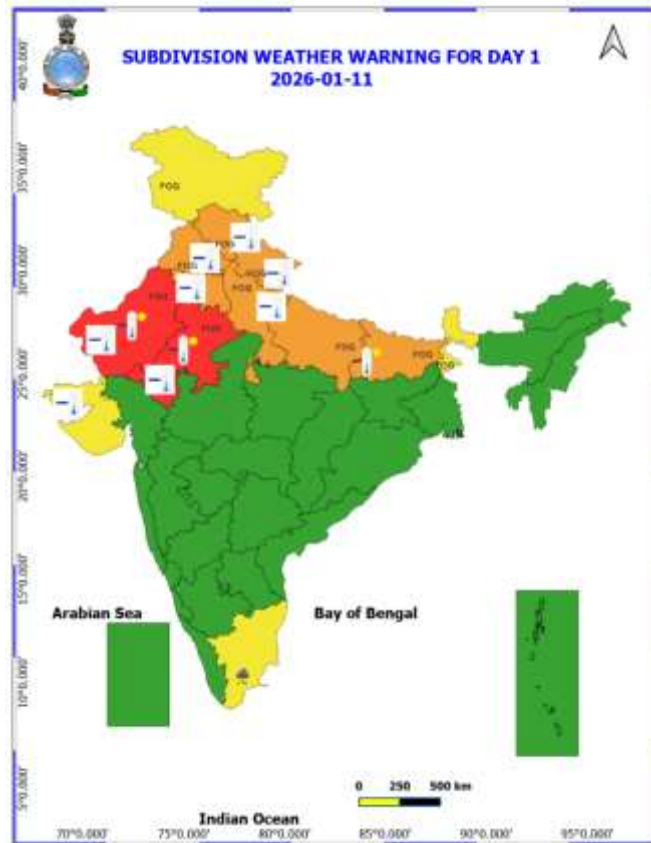 SUBDIVISION WEATHER WARNING FOR DAY 1
2026-01-11
40°0.000'
35°0.000'
30°0.000'
25°0.000'
20°0.000'
15°0.000'
10°0.000'
5°0.000'
FOG
FOG
FOG
FOG
FOG
FOG
FOG
FOG
FOG
FOG
Arabian Sea
Bay of Bengal
0 250 500 km
Indian Ocean
70°0.000' 75°0.000' 80°0.000' 85°0.000' 90°0.000' 95°0.000'